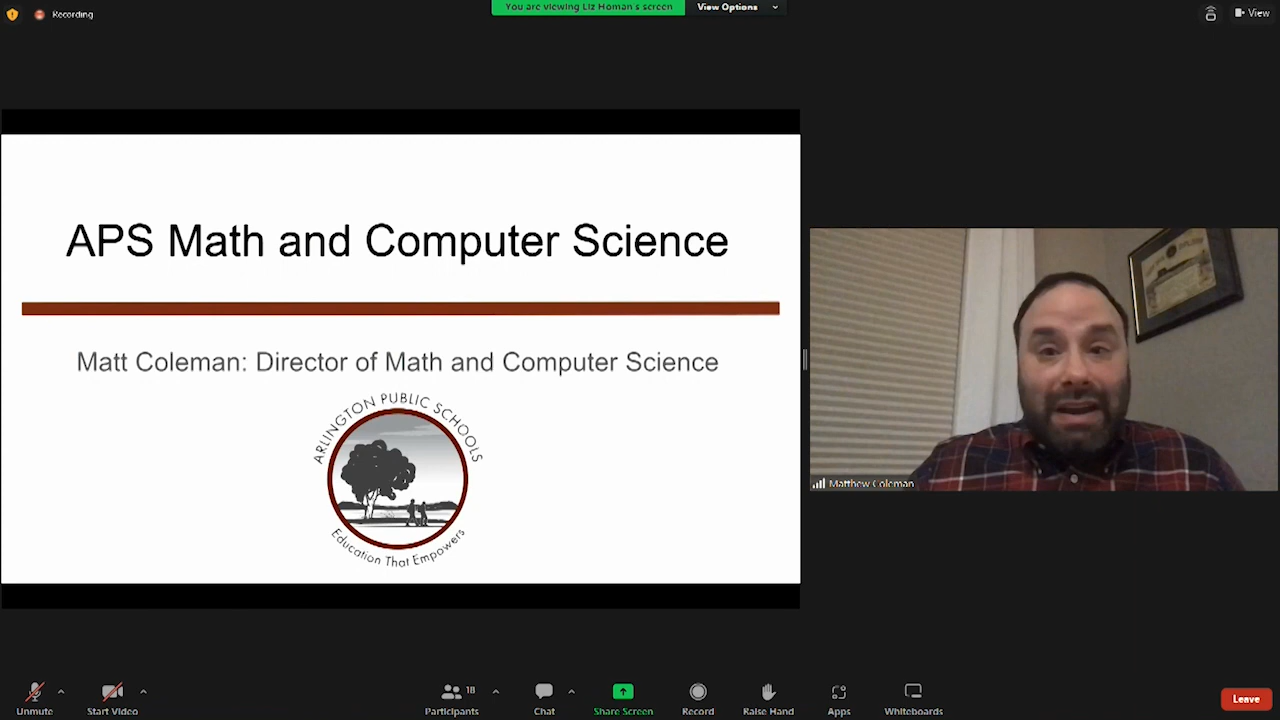 Recording
You are viewing Liz Homan's screen
View Options
View
APS Math and Computer Science
Matt Coleman: Director of Math and Computer Science
ARLINGTON PUBLIC SCHOOLS
Education That Empowers
Matthew Coleman
Unmute
Start Video
18
Participants
Chat
Share Screen
Record
Raise Hand
Apps
Whiteboards
Leave